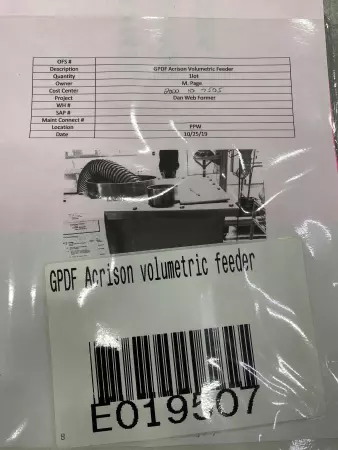 OFS #
Description GPDF Acrison Volumetric Feeder
Quantity 1lot
Owner M. Page
Cost Center
Project Dan Web Former
WH #
SAP #
Maint Connect #
Location PPW
Date 10/25/19
GPDF Acrison volumetric feeder
E019507